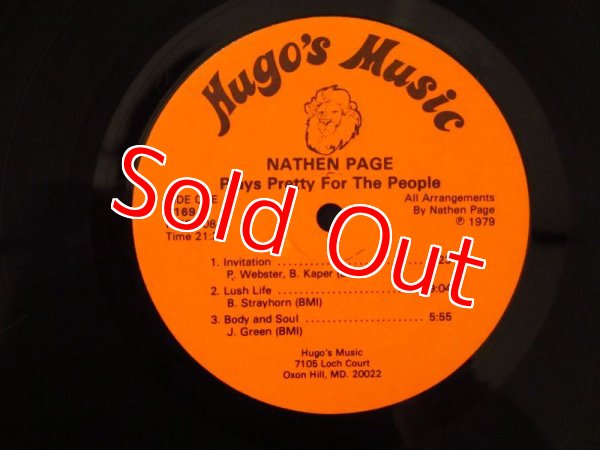 Hugo's Music
NATHEN PAGE
Plays Pretty For The People
All Arrangements
By Nathen Page
℗ 1979
Time
Sold Out
1. Invitation
P. Webster, B. Kaper
2. Lush Life
B. Strayhorn (BMI)
3. Body and Soul 5:55
J. Green (BMI)
Hugo's Music
7105 Loch Court
Oxon Hill, MD. 20022